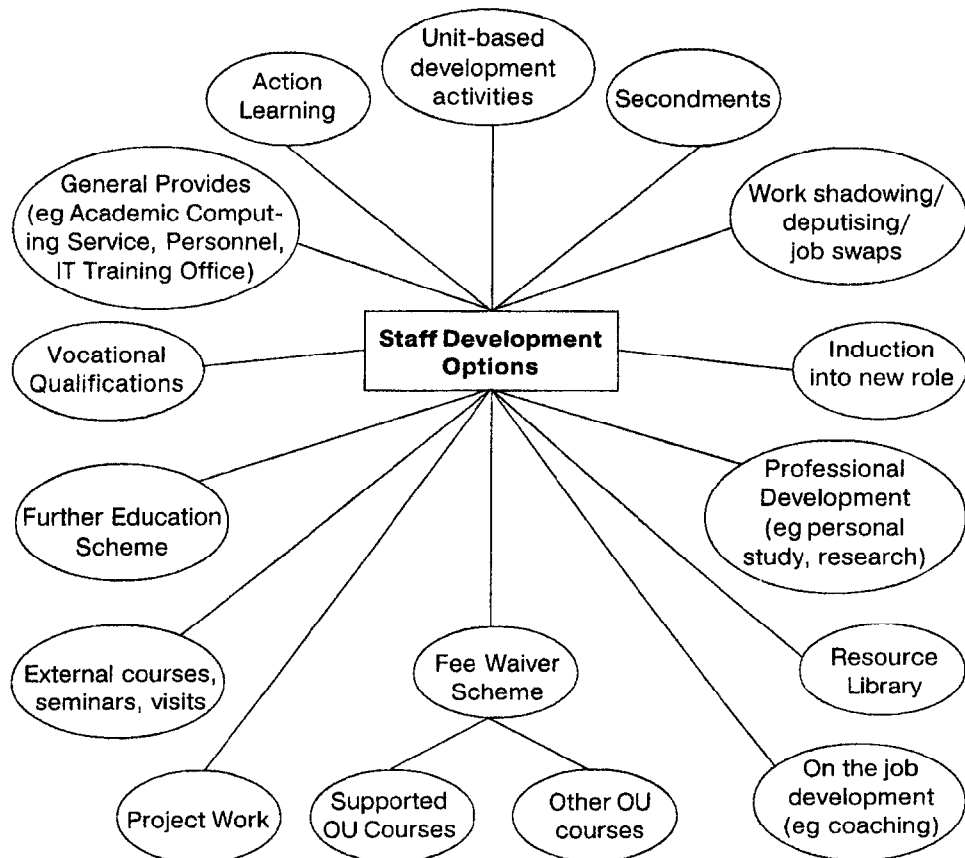 Unit-based
development
activities
Action
Learning
Secondments
General Provides
(eg Academic Comput-
ing Service, Personnel,
IT Training Office)
Work shadowing/
deputising/
job swaps
Staff Development
Options
Vocational
Qualifications
Induction
into new role
Further Education
Scheme
Professional
Development
(eg personal
study, research)
External courses,
seminars, visits
Fee Waiver
Scheme
Resource
Library
Project Work
Supported
OU Courses
Other OU
courses
On the job
development
(eg coaching)